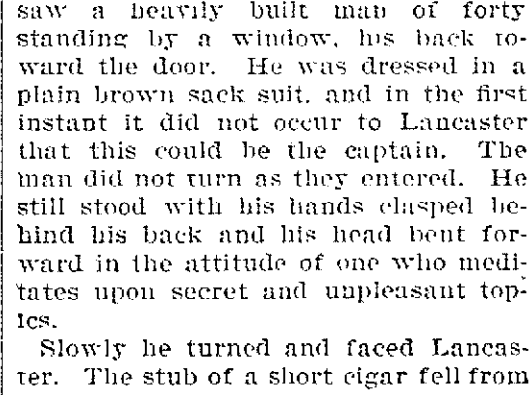 saw a heavily built man of forty
standing by a window, his back to-
ward the door. He was dressed in a
plain brown sack suit, and in the first
instant it did not occur to Lancaster
that this could be the captain. The
man did not turn as they entered. He
still stood with his hands clasped be-
hind his back and his head bent for-
ward in the attitude of one who medi-
tates upon secret and unpleasant top-
ics.
Slowly he turned and faced Lancas-
ter. The stub of a short cigar fell from